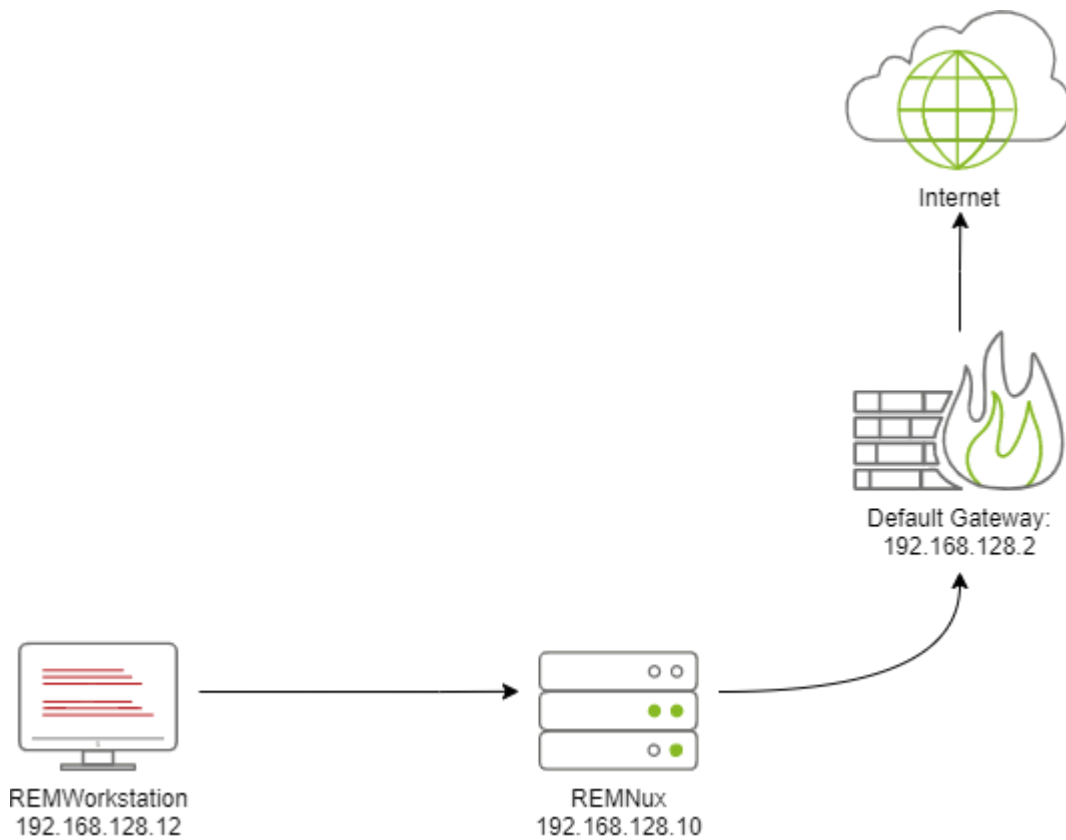 Internet
Default Gateway:
192.168.128.2
REMWorkstation
192.168.128.12
REMNux
192.168.128.10